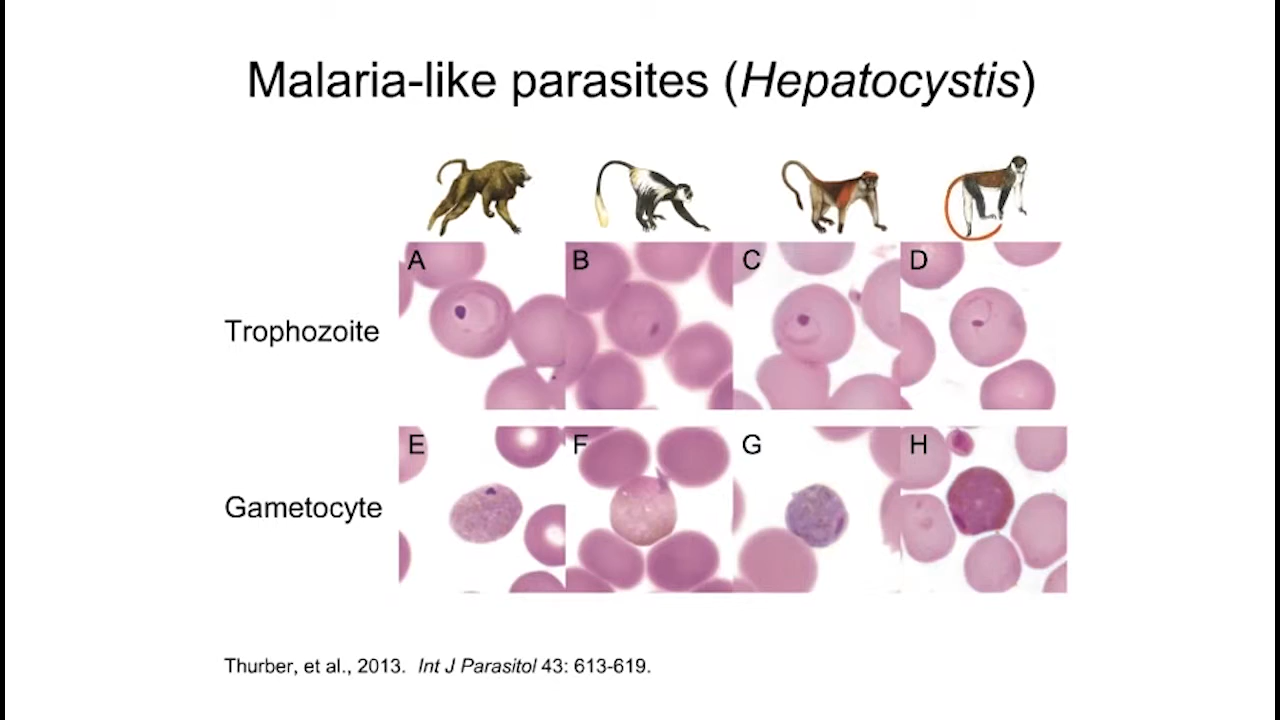 Malaria-like parasites (Hepatocystis)
A B C D
Trophozoite
E F G H
Gametocyte
Thurber, et al., 2013. Int J Parasitol 43: 613-619.